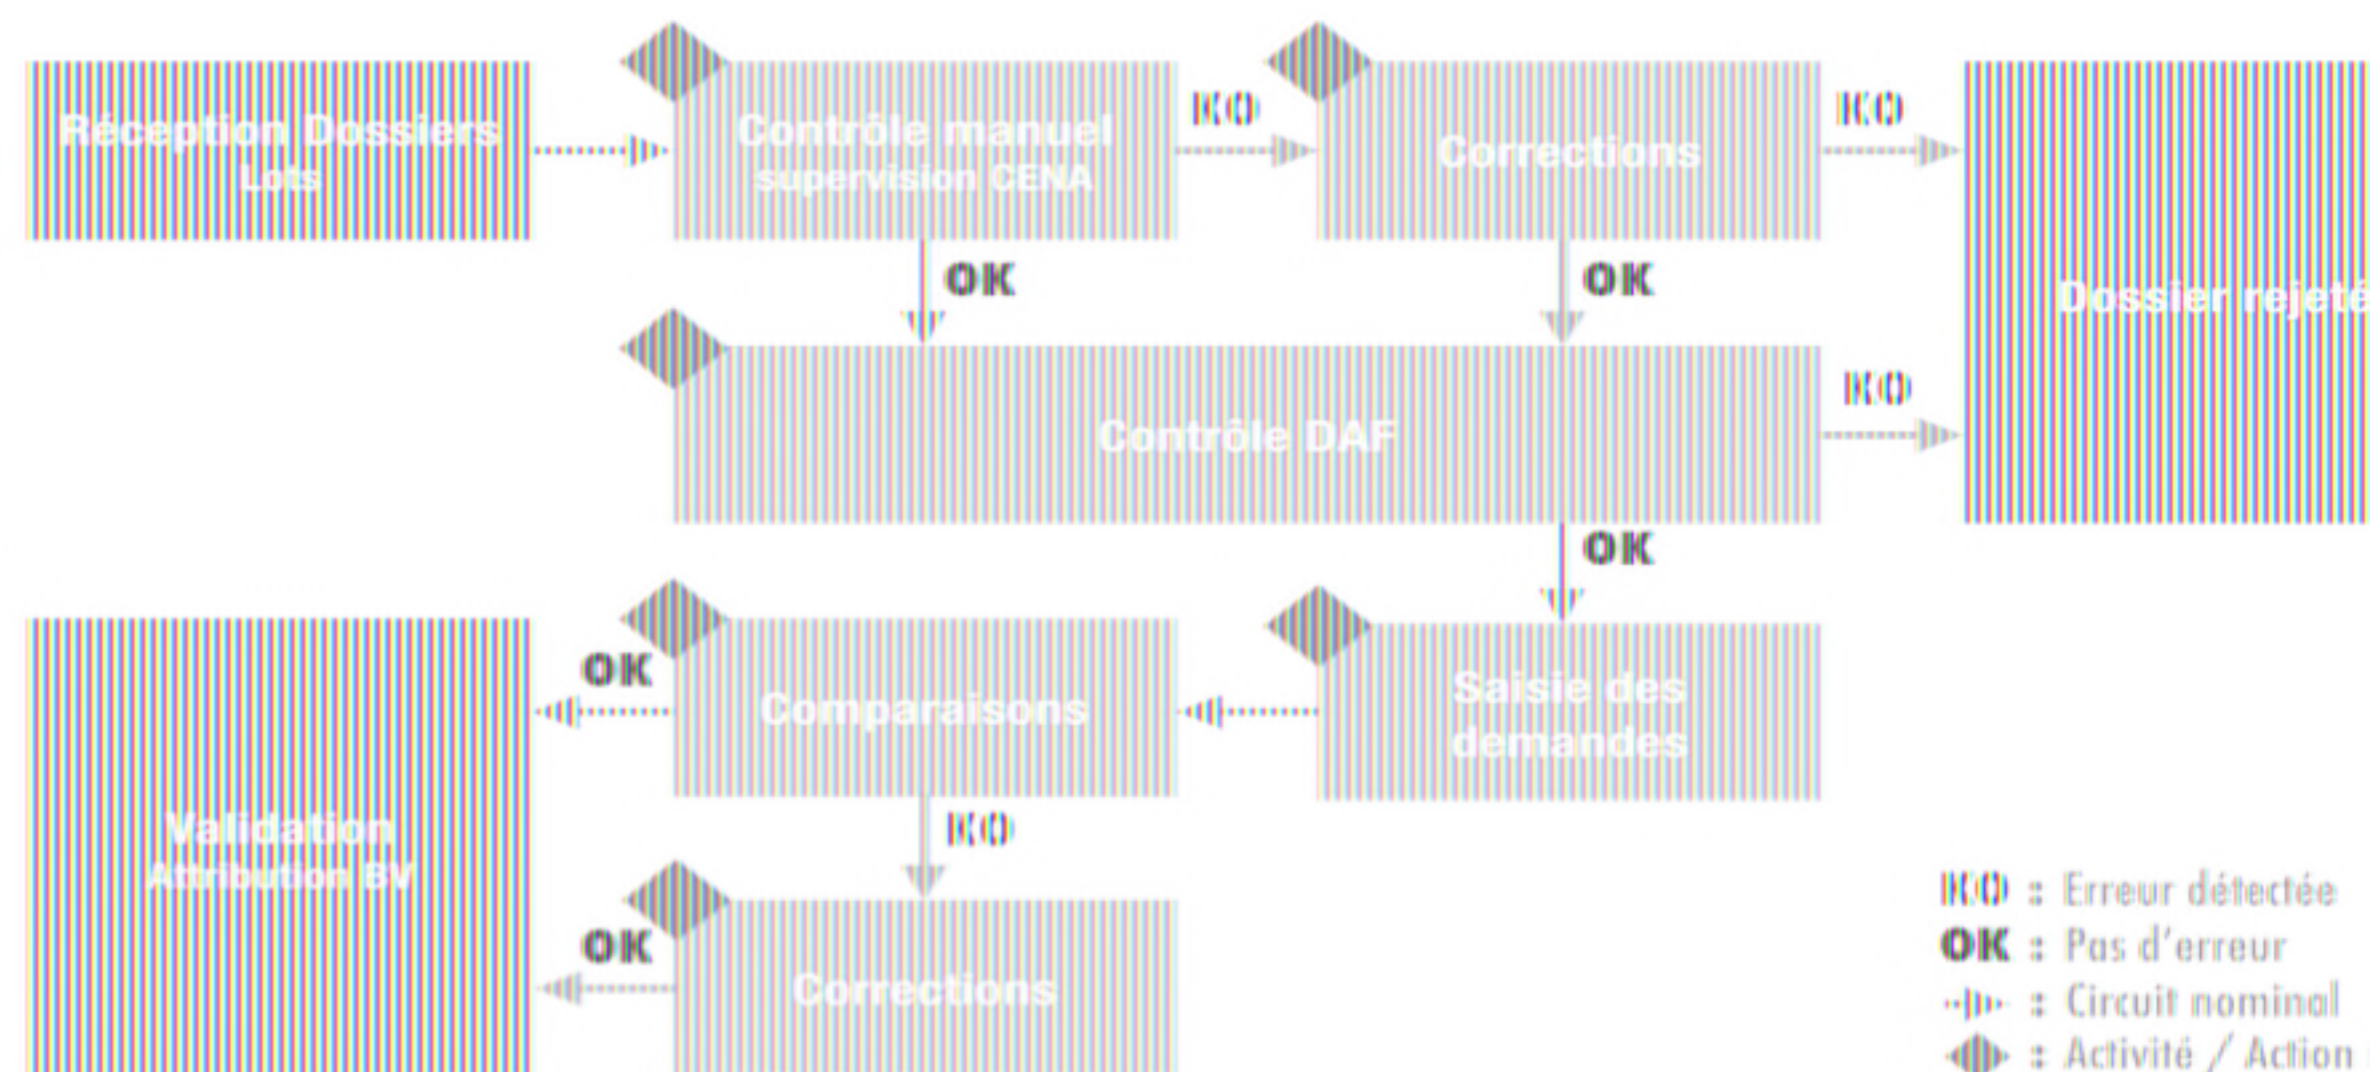 Réception Dossiers
Lots
Contrôle manuel
supervision CENA
KO
Corrections
KO
OK
OK
Dossier rejeté
Contrôle DAF
KO
OK
OK
Comparaisons
Saisie des
demandes
Validation
Attribution BV
KO
OK
Corrections
KO : Erreur détectée
OK : Pas d'erreur
: Circuit nominal
: Activité / Action